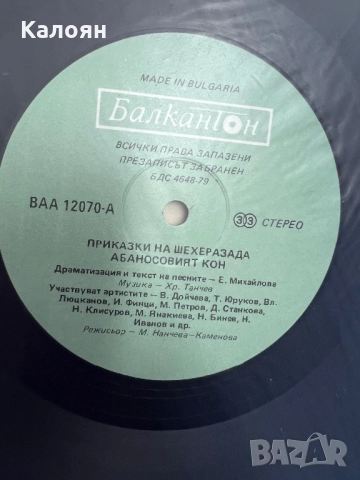 Калоян
MADE IN BULGARIA
Балкантон
ВСИЧКИ ПРАВА ЗАПАЗЕНИ
ПРЕЗАПИСЪТ ЗАБРАНЕН
БДС 4648-79
ВАА 12070-А
33 СТЕРЕО
ПРИКАЗКИ НА ШЕХЕРАЗАДА
АБАНОСОВИЯТ КОН
Драматизация и текст на песните — Е. Михайлова
Музика — Хр. Танчев
Участвуват артистите — В. Дойчева, Т. Юруков, Вл.
Люцканов, И. Финци, М. Петров, Д. Станкова,
Н. Клисуров, М. Янакиева, Н. Бинев, Н.
Иванов и др.
Режисьор — М. Нанчева-Каменова
BAZAR